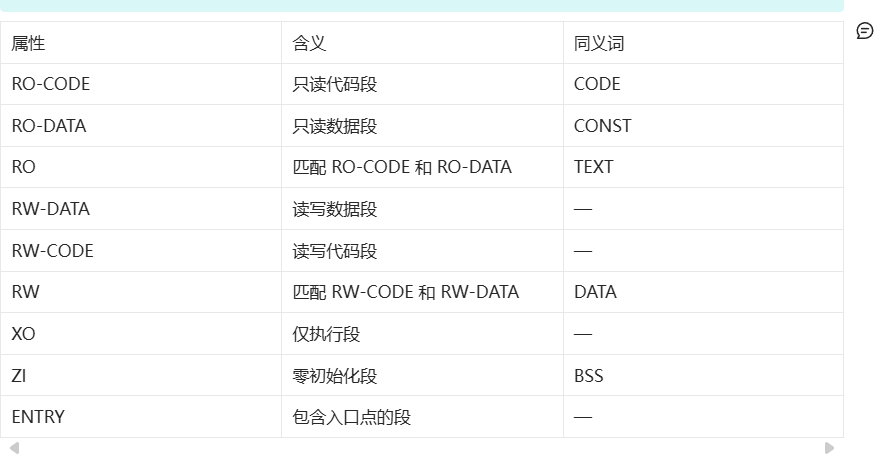 属性 含义 同义词
RO-CODE 只读代码段 CODE
RO-DATA 只读数据段 CONST
RO 匹配 RO-CODE 和 RO-DATA TEXT
RW-DATA 读写数据段 —
RW-CODE 读写代码段 —
RW 匹配 RW-CODE 和 RW-DATA DATA
XO 仅执行段 —
ZI 零初始化段 BSS
ENTRY 包含入口点的段 —